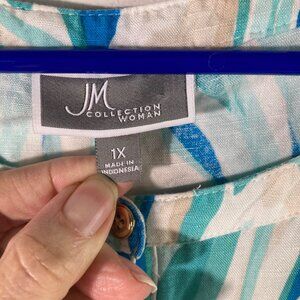 JM
COLLECTION
WOMAN
1X
MADE IN
INDONESIA